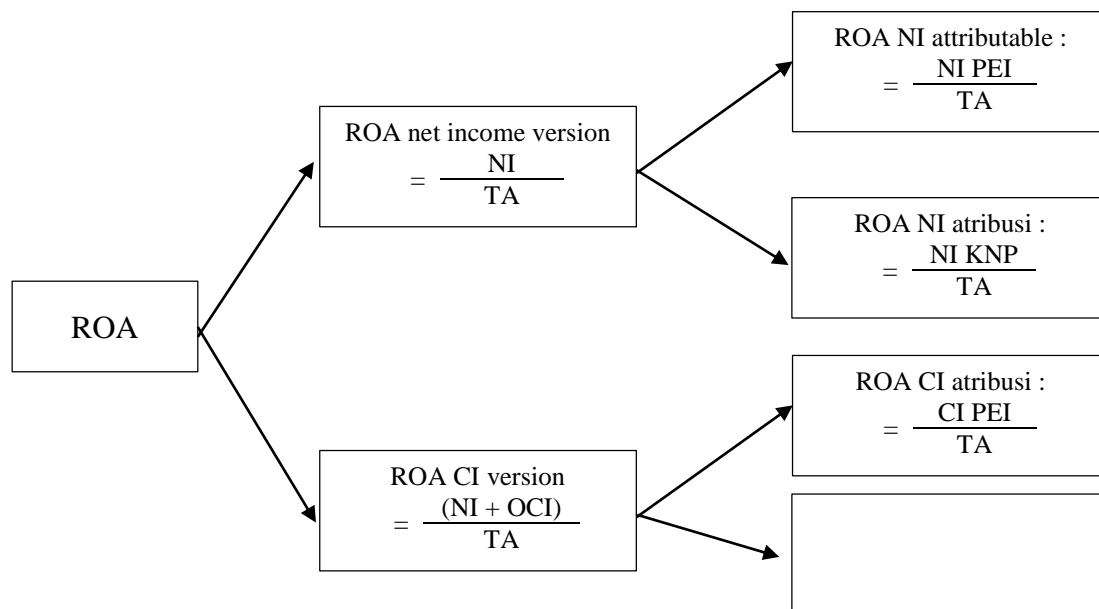 ROA
ROA net income version
= NI
TA
ROA CI version
= (NI + OCI)
TA
ROA NI attributable :
= NI PEI
TA
ROA NI atribusi :
= NI KNP
TA
ROA CI atribusi :
= CI PEI
TA